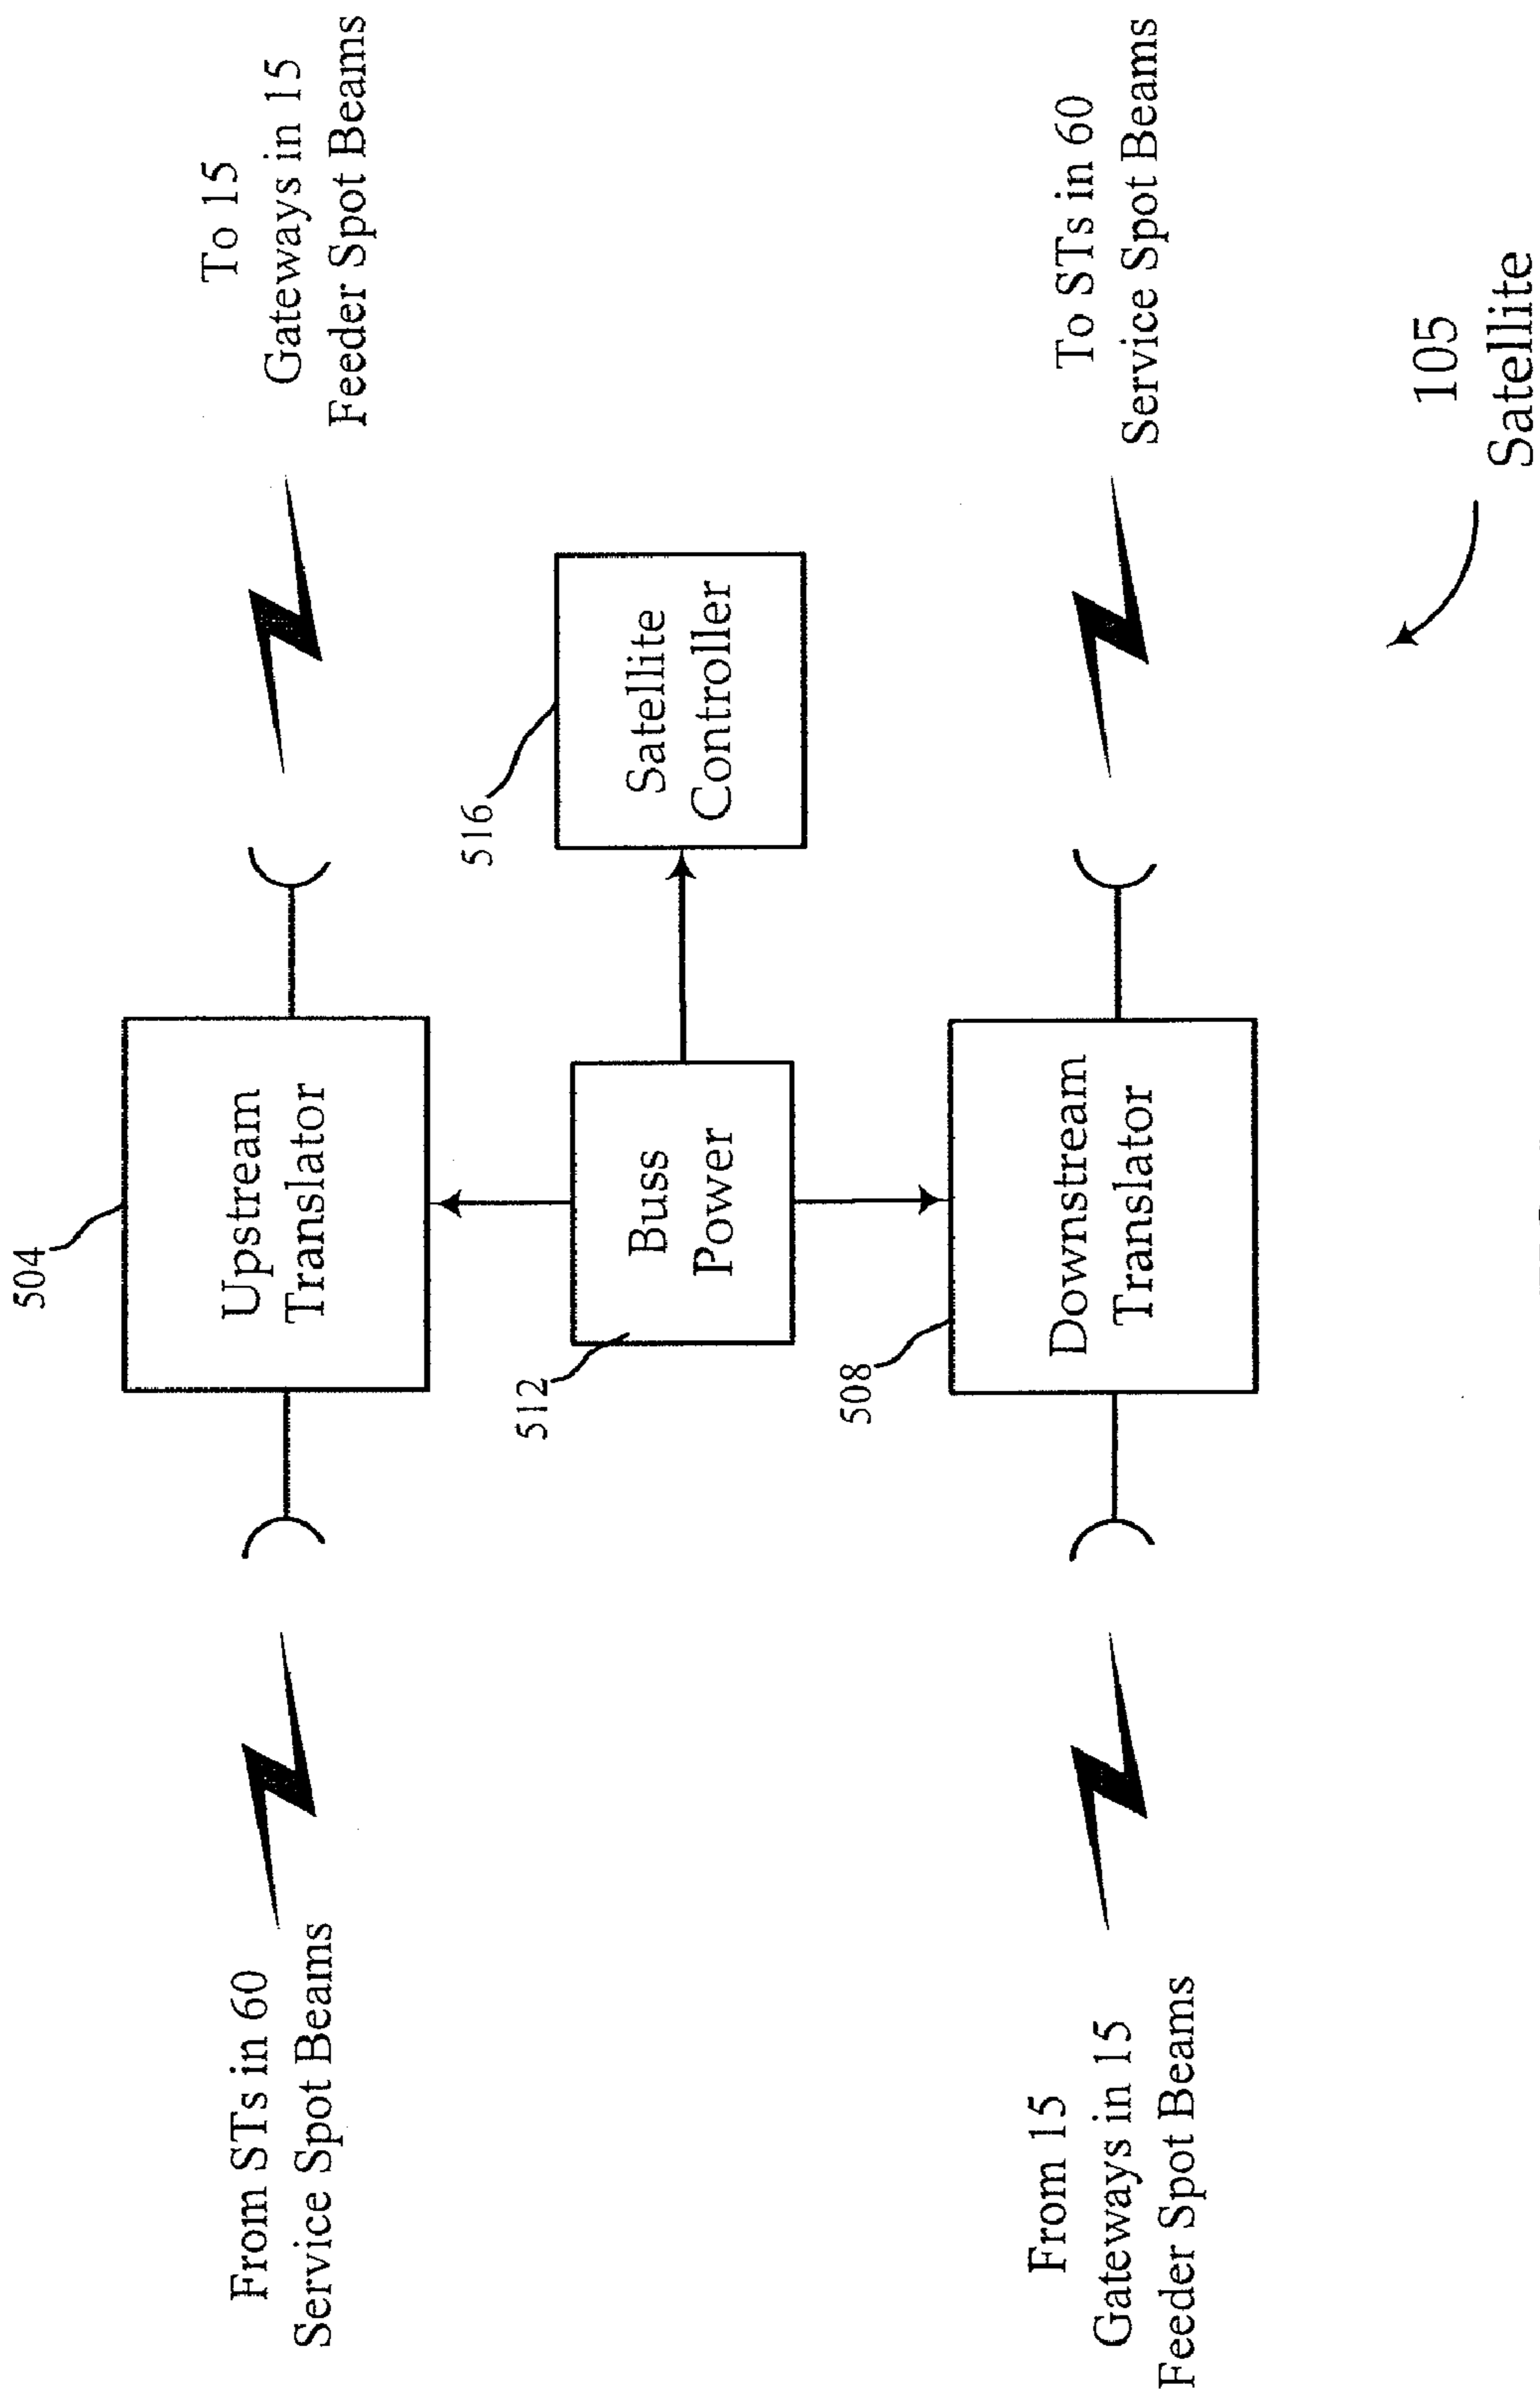 504
Upstream
Translator
From STs in 60
Service Spot Beams
To 15
Gateways in 15
Feeder Spot Beams
512
Buss
Power
516
Satellite
Controller
508
Downstream
Translator
From 15
Gateways in 15
Feeder Spot Beams
To STs in 60
Service Spot Beams
105
Satellite